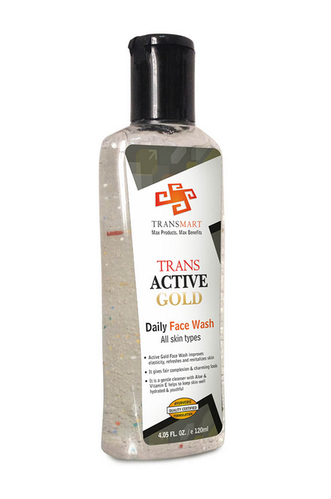 TRANSMART
Max Products. Max Benefits
TRANS
ACTIVE
GOLD
Daily Face Wash
All skin types
• Active Gold Face Wash improves
elasticity, refreshes and revitalizes skin
• It gives fair complexion & charming looks
• It is a gentle cleanser with Aloe &
Vitamin E helps to keep skin well
hydrated & youthful
AYURVEDIC
QUALITY CERTIFIED
FORMULATION
4.05 FL. OZ. / e 120ml